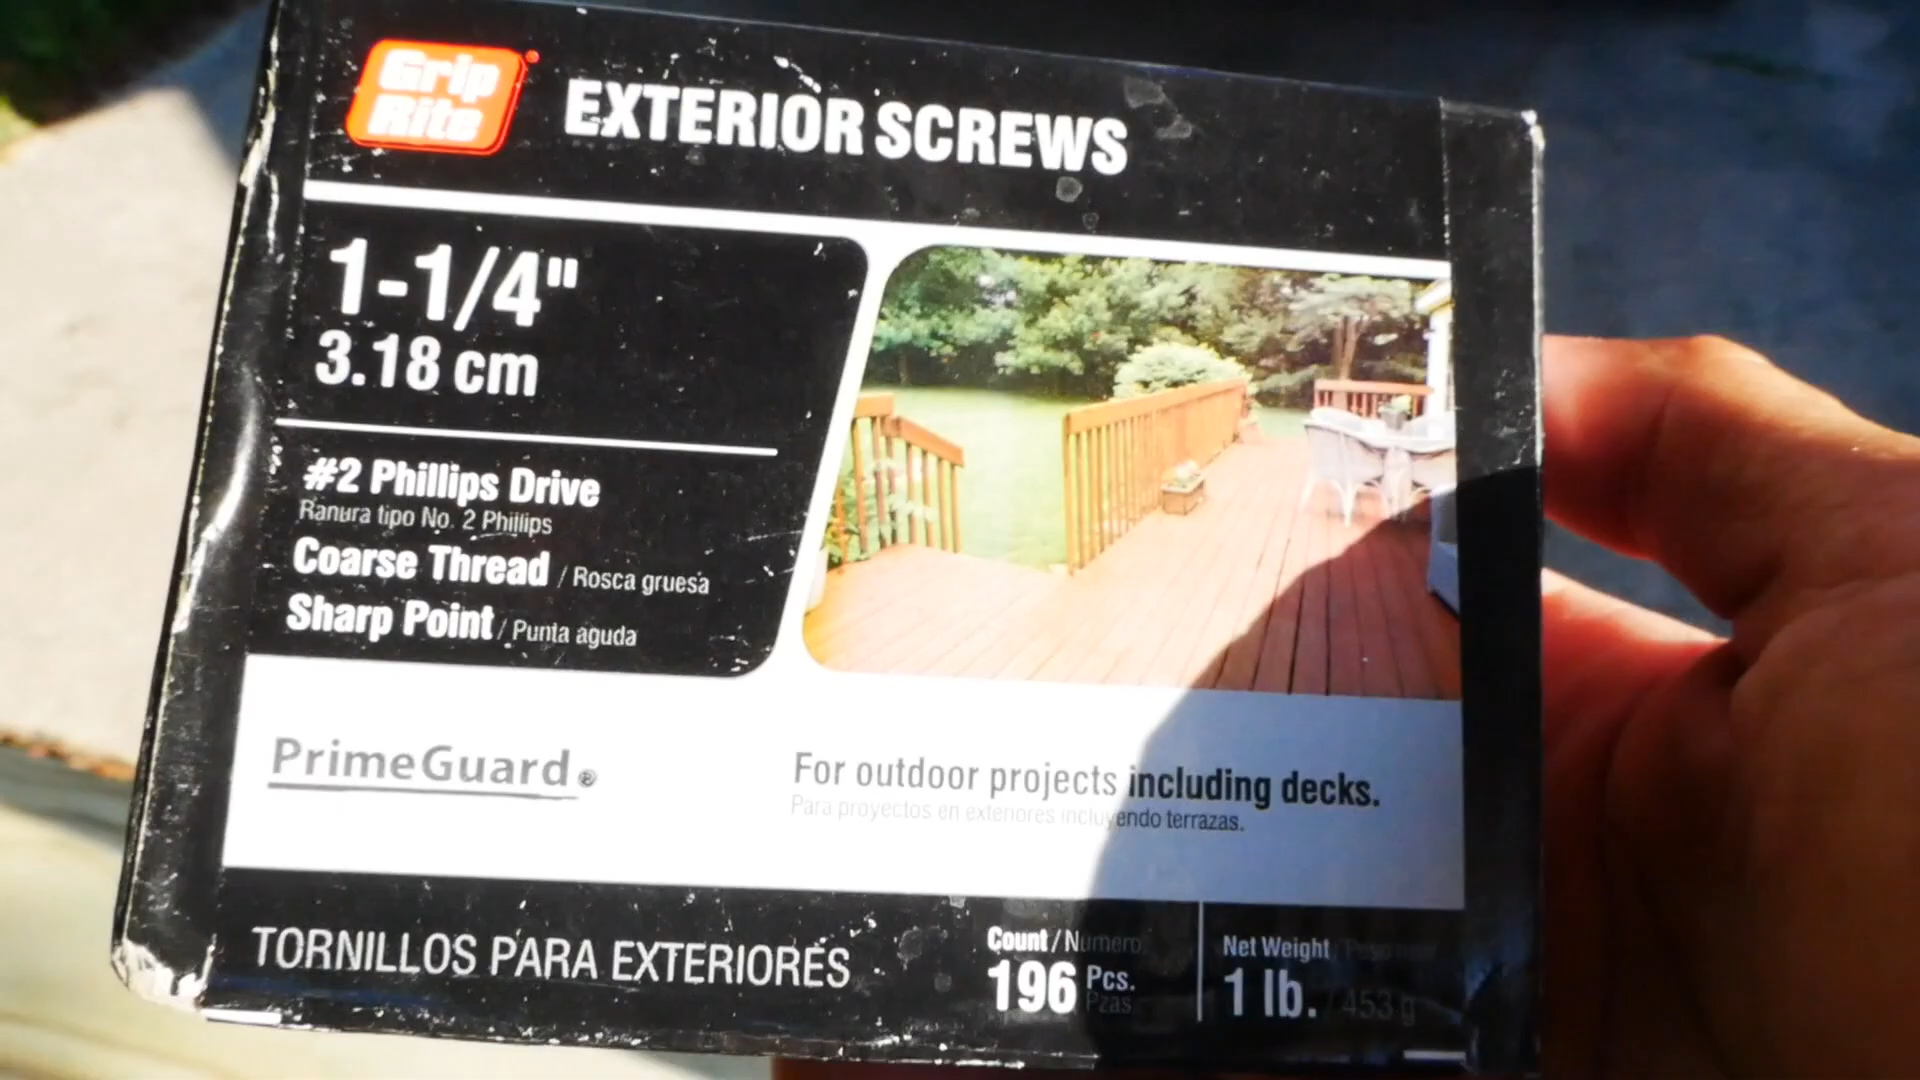 Grip
Rite
EXTERIOR SCREWS
1-1/4"
3.18 cm
#2 Phillips Drive
Ranura tipo No. 2 Phillips
Coarse Thread / Rosca gruesa
Sharp Point / Punta aguda
PrimeGuard®
For outdoor projects including decks.
Para proyectos en exteriores incluyendo terrazas.
TORNILLOS PARA EXTERIORES
Count / Numero
196 Pcs.
Pzas
Net Weight
1 lb. / 453 g